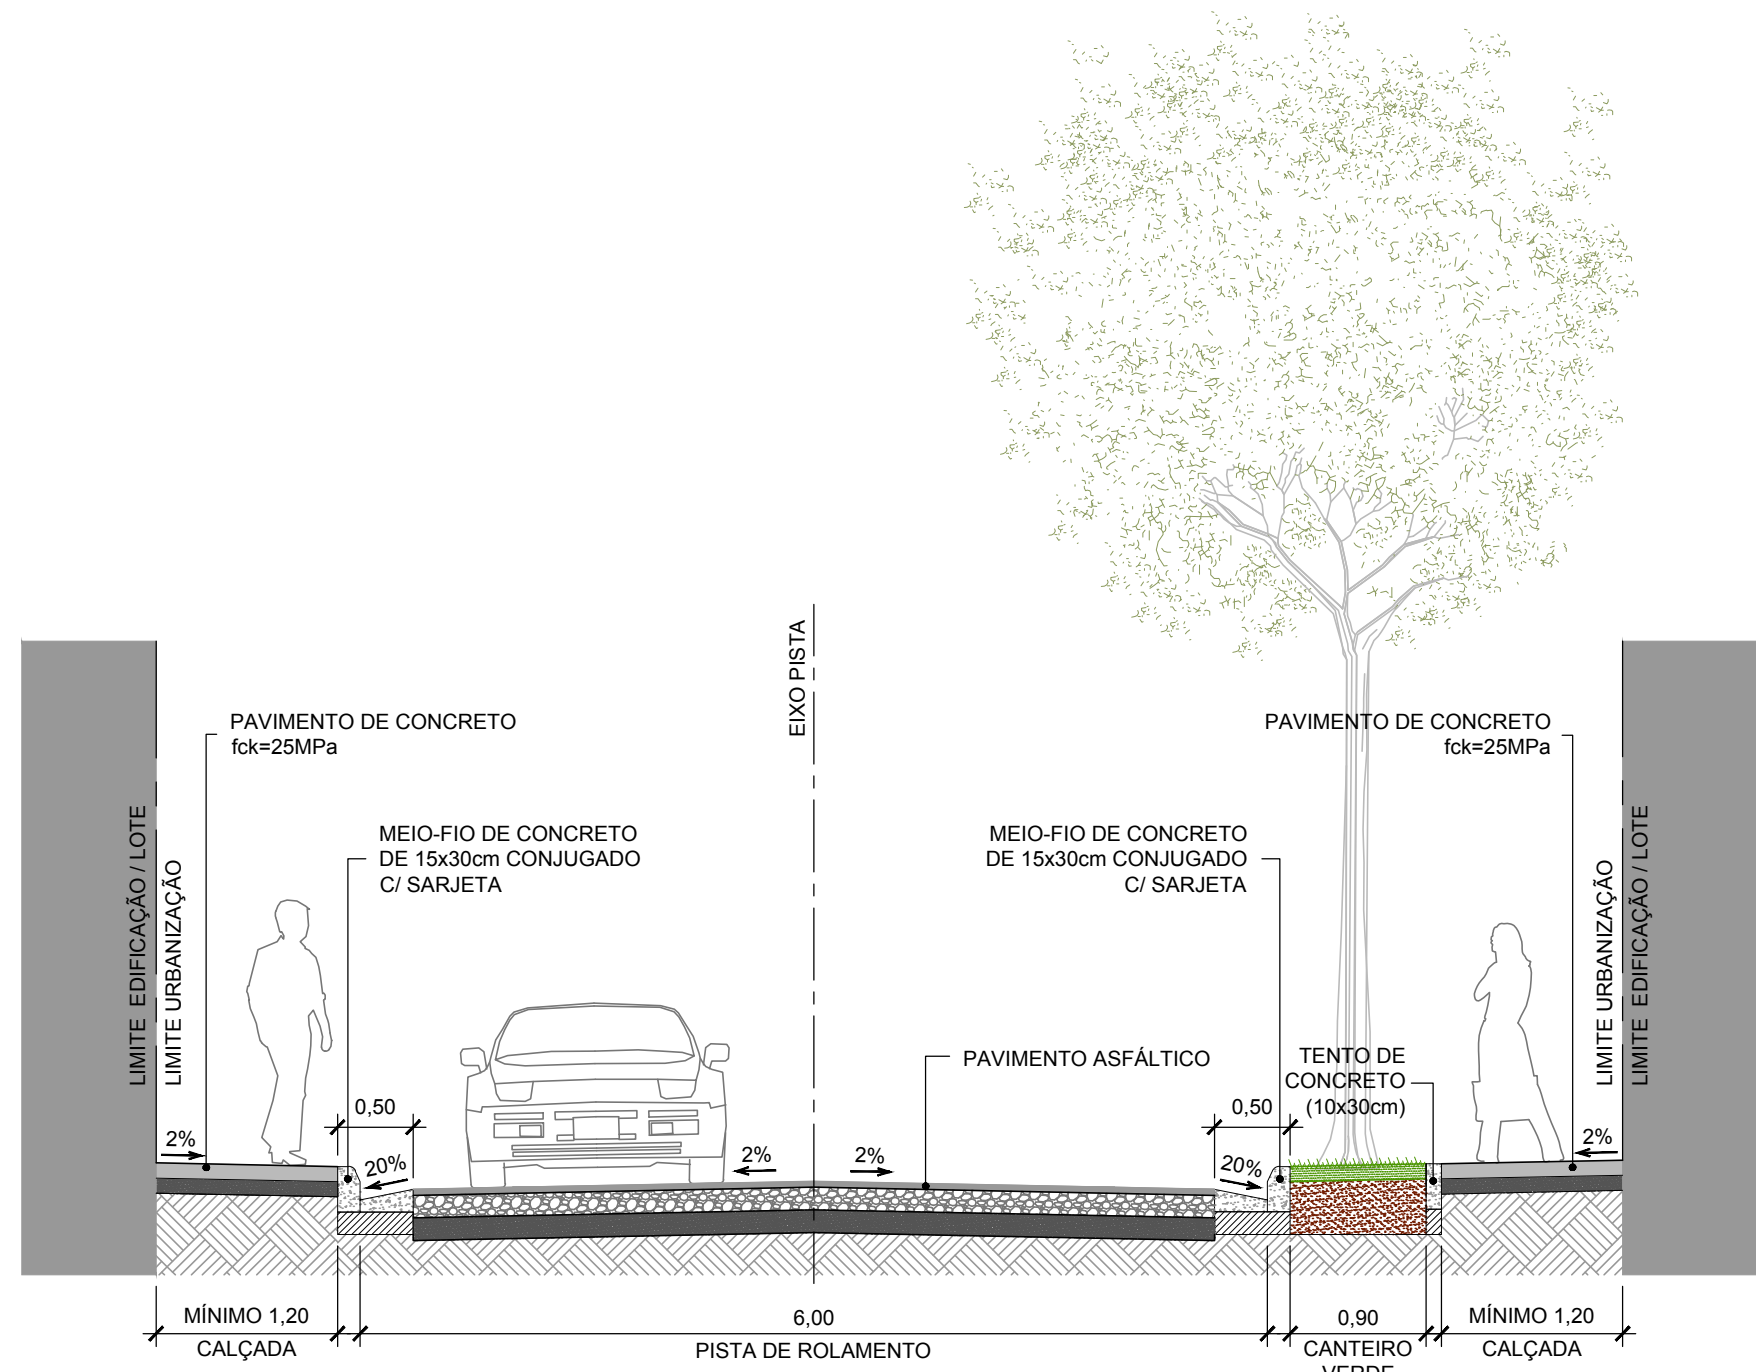 EIXO PISTA
PAVIMENTO DE CONCRETO
fck=25MPa
PAVIMENTO DE CONCRETO
fck=25MPa
MEIO-FIO DE CONCRETO
DE 15x30cm CONJUGADO
C/ SARJETA
MEIO-FIO DE CONCRETO
DE 15x30cm CONJUGADO
C/ SARJETA
LIMITE EDIFICAÇÃO / LOTE
LIMITE URBANIZAÇÃO
LIMITE URBANIZAÇÃO
LIMITE EDIFICAÇÃO / LOTE
PAVIMENTO ASFÁLTICO
TENTO DE
CONCRETO
(10x30cm)
0,50
0,50
2%
20%
2%
2%
20%
2%
MÍNIMO 1,20
CALÇADA
6,00
PISTA DE ROLAMENTO
0,90
CANTEIRO
VERDE
MÍNIMO 1,20
CALÇADA